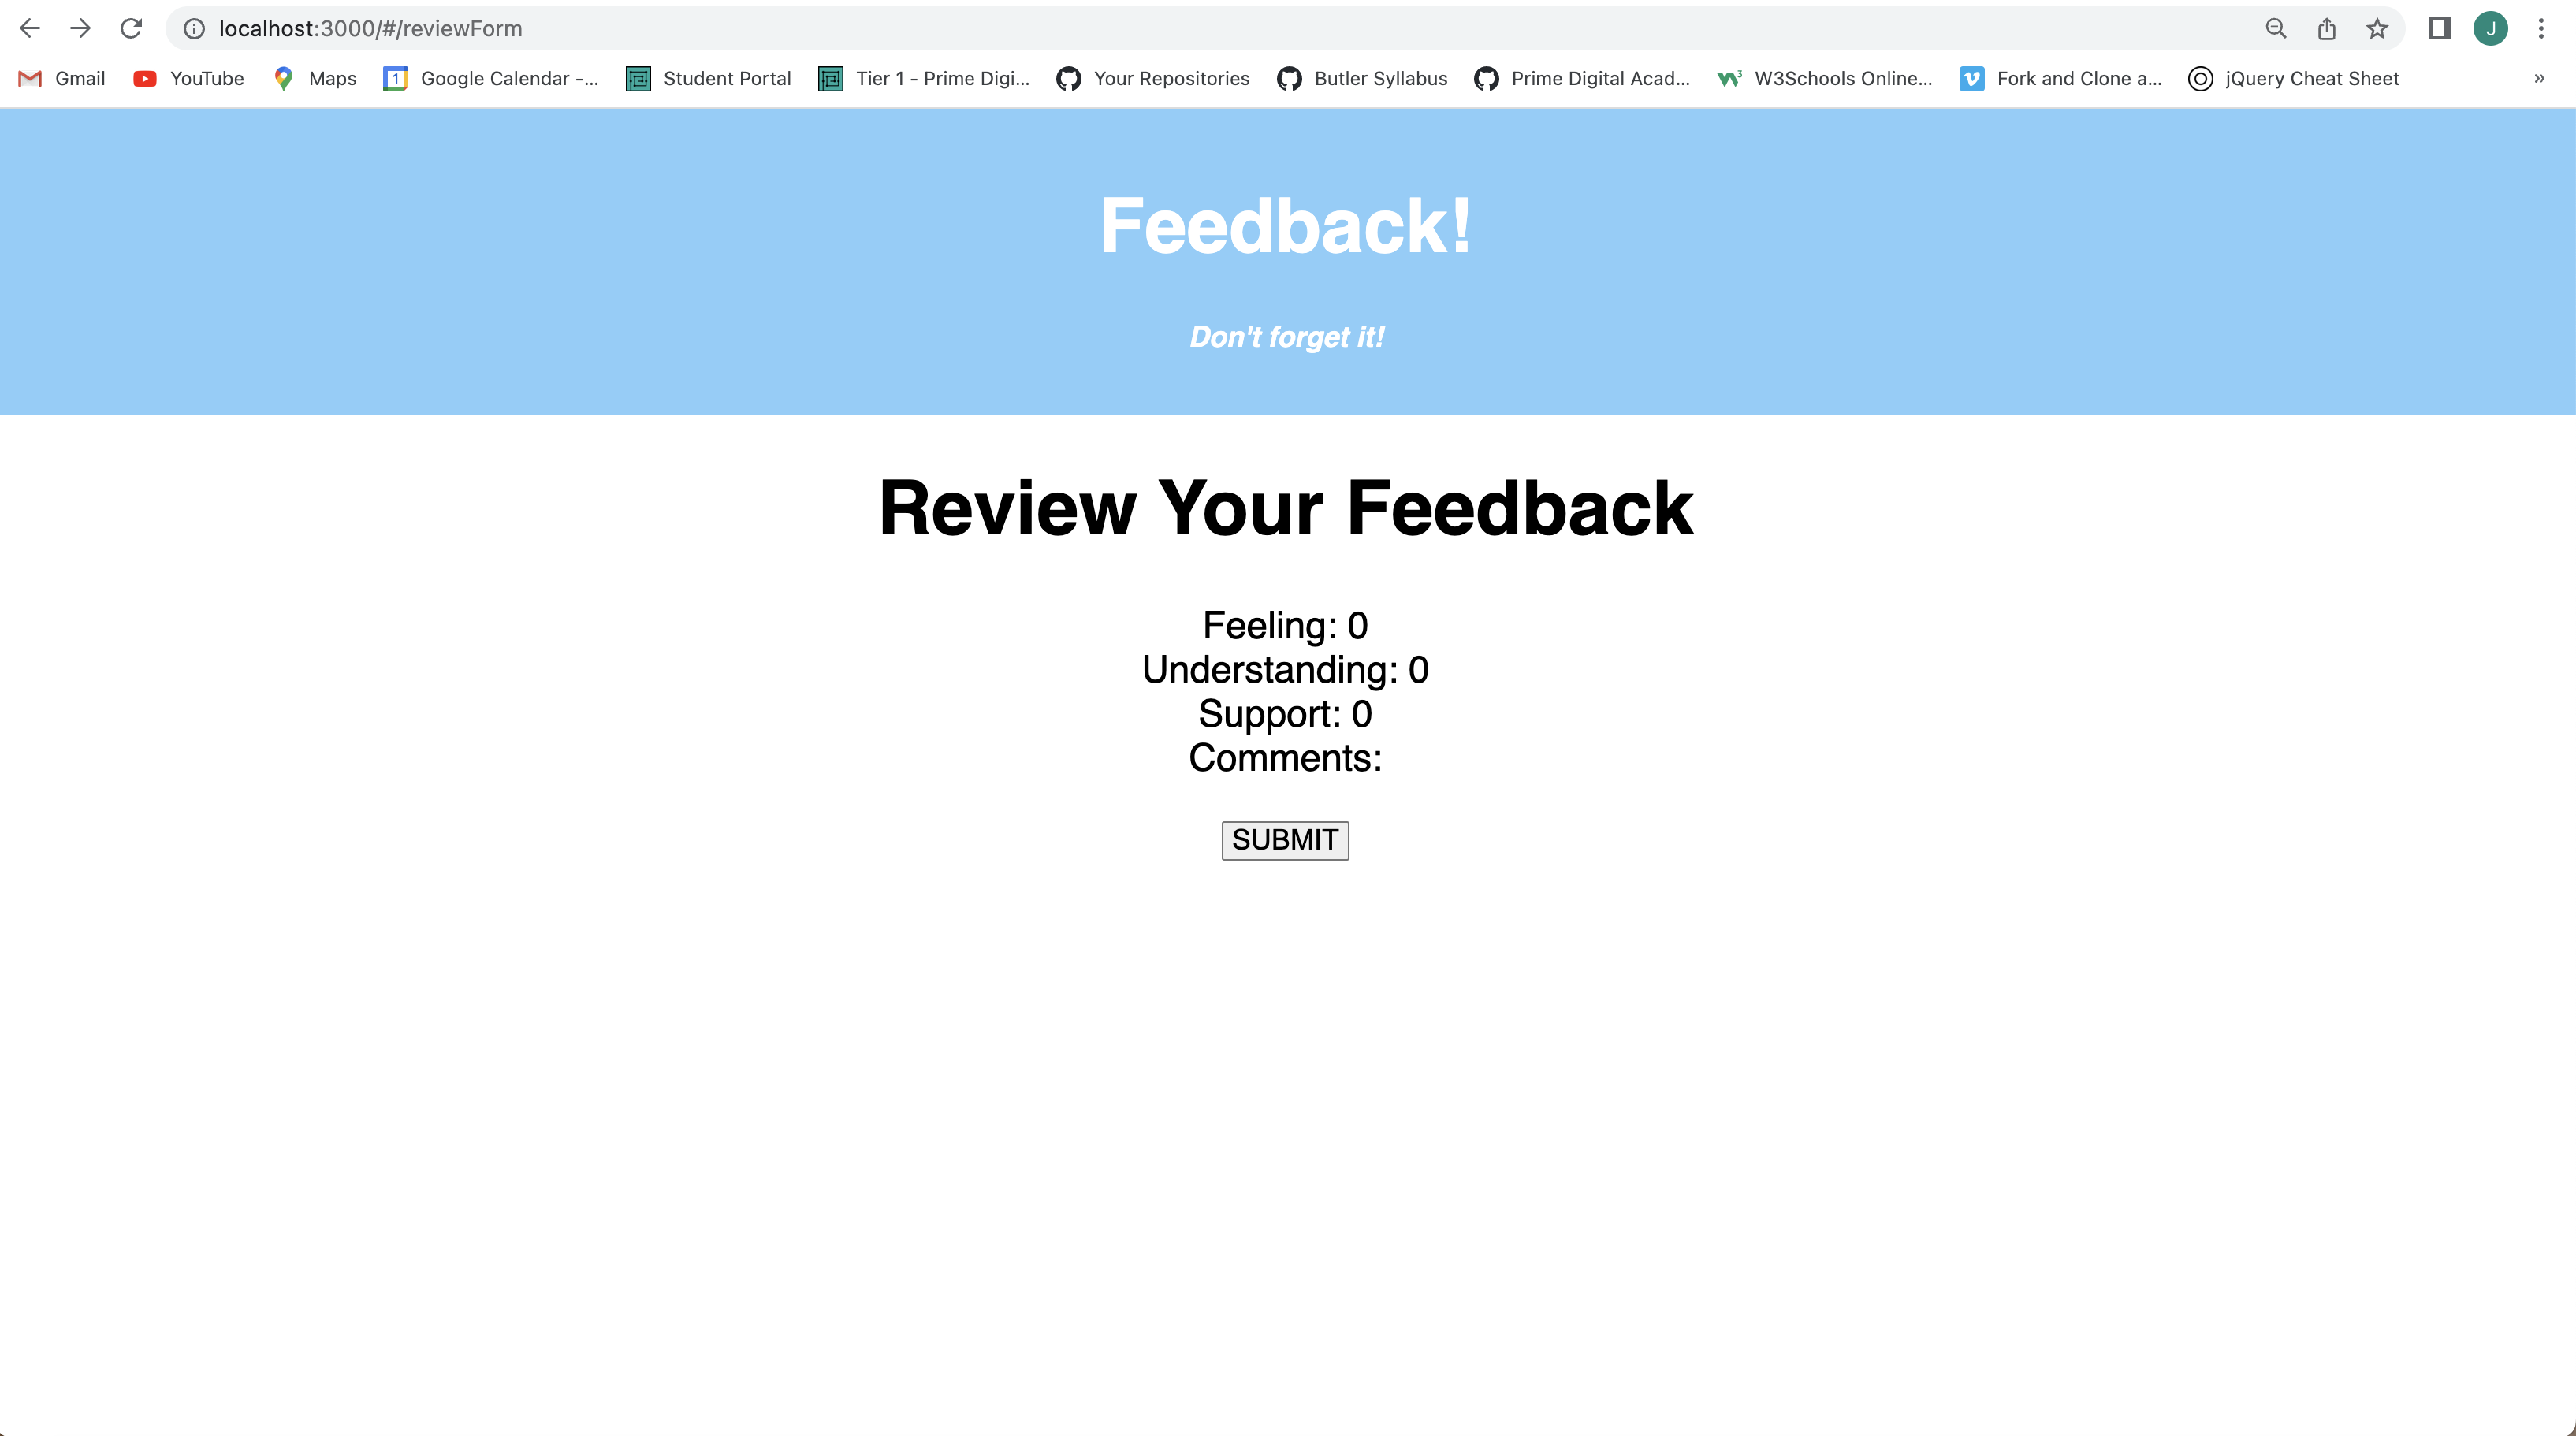 localhost:3000/#/reviewForm
J
Gmail YouTube Maps 1 Google Calendar -... Student Portal Tier 1 - Prime Digi... Your Repositories Butler Syllabus Prime Digital Acad... W3Schools Online... Fork and Clone a... jQuery Cheat Sheet »
Feedback!
Don't forget it!
Review Your Feedback
Feeling: 0
Understanding: 0
Support: 0
Comments:
SUBMIT